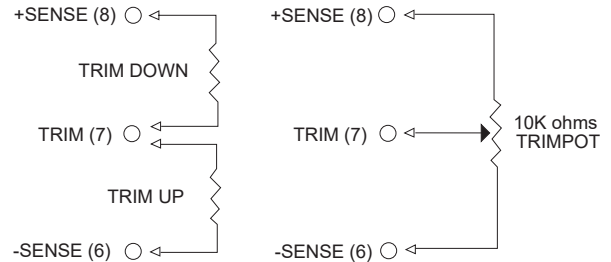 +SENSE (8)
TRIM DOWN
TRIM (7)
TRIM UP
-SENSE (6)
+SENSE (8)
TRIM (7)
10K ohms
TRIMPOT
-SENSE (6)